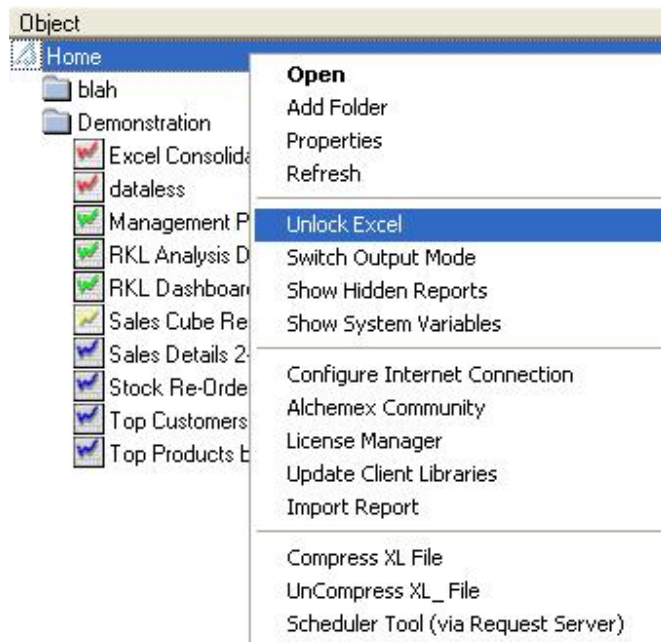 Object
Home
blah
Demonstration
Excel Consolida
dataless
Management P
RKL Analysis D
RKL Dashboar
Sales Cube Re
Sales Details 2-
Stock Re-Orde
Top Customers
Top Products b
Open
Add Folder
Properties
Refresh
Unlock Excel
Switch Output Mode
Show Hidden Reports
Show System Variables
Configure Internet Connection
Alchemex Community
License Manager
Update Client Libraries
Import Report
Compress XL File
UnCompress XL_ File
Scheduler Tool (via Request Server)